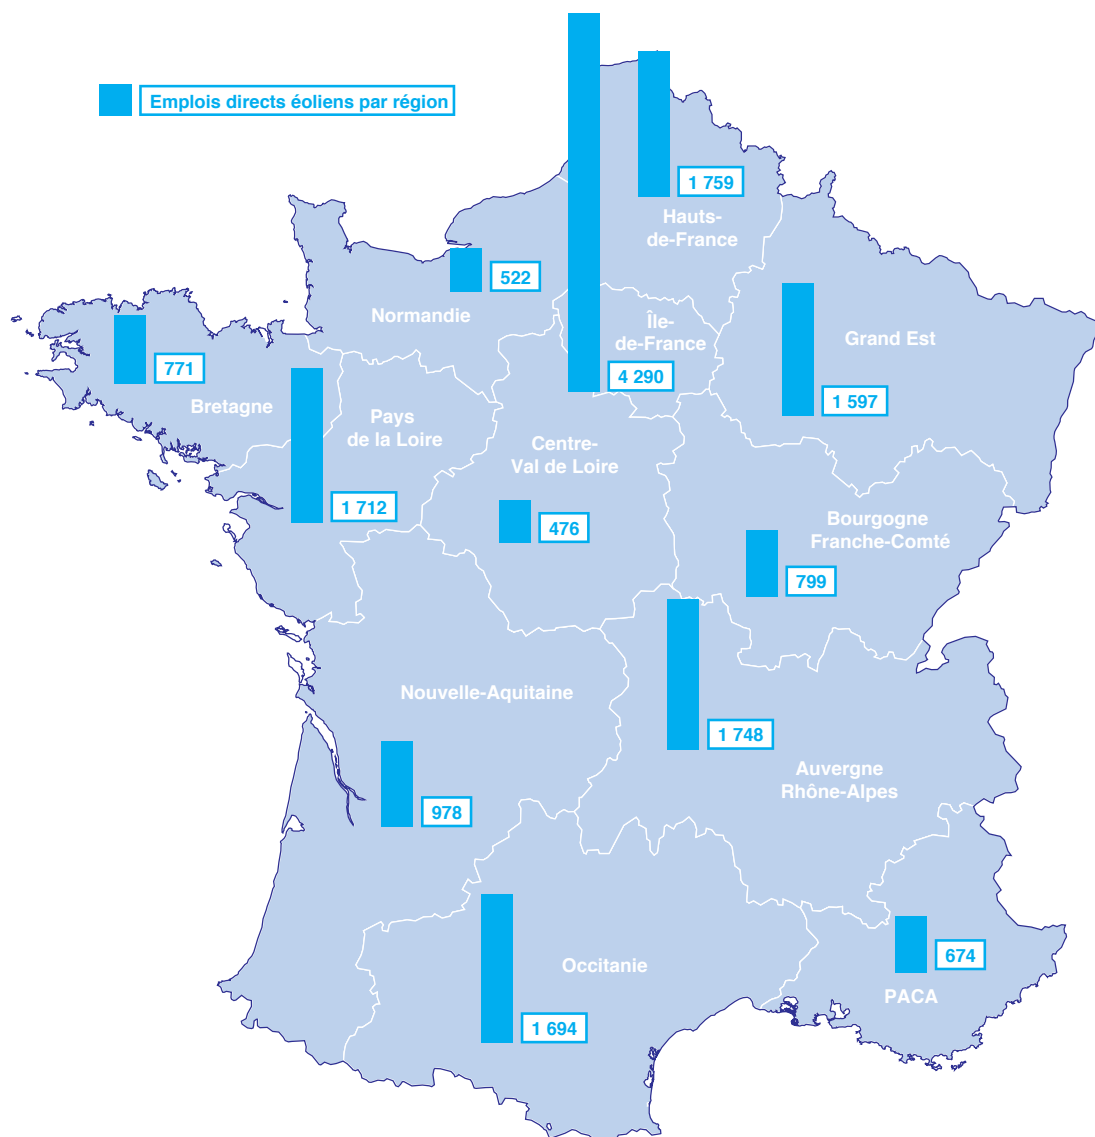 Emplois directs éoliens par région
1 759
Hauts-
de-France
522
Normandie
Île-
de-France
4 290
Grand Est
1 597
771
Bretagne
Pays
de la Loire
1 712
Centre-
Val de Loire
476
Bourgogne
Franche-Comté
799
Nouvelle-Aquitaine
978
1 748
Auvergne
Rhône-Alpes
Occitanie
1 694
674
PACA